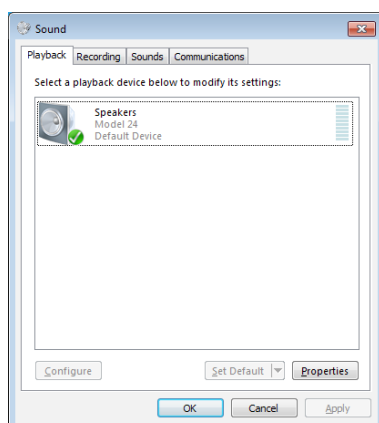 Sound
Playback Recording Sounds Communications
Select a playback device below to modify its settings:
Speakers
Model 24
Default Device
Configure Set Default Properties
OK Cancel Apply